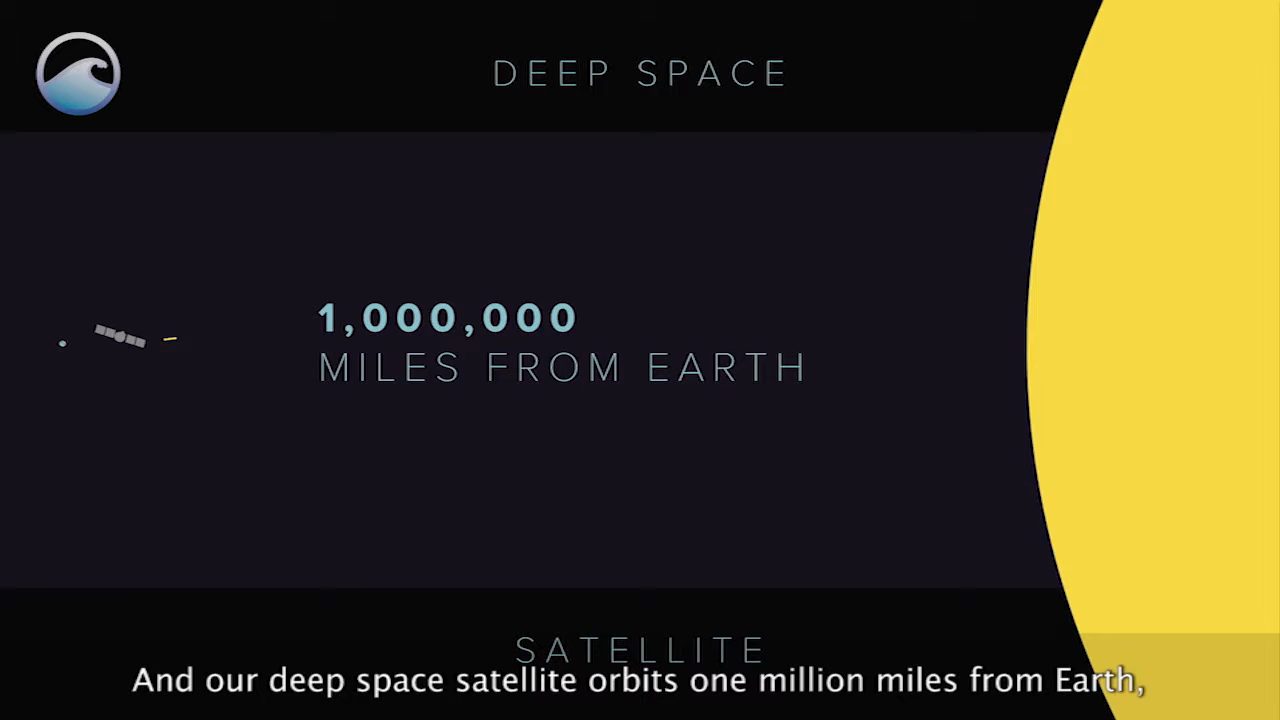 DEEP SPACE
1,000,000
MILES FROM EARTH
SATELLITE
And our deep space satellite orbits one million miles from Earth,